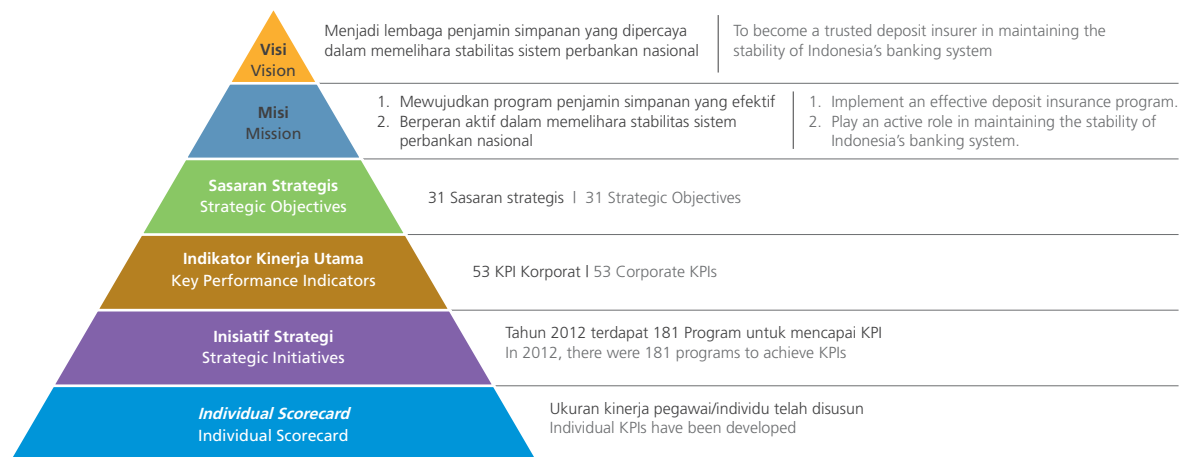 Visi
Vision
Menjadi lembaga penjamin simpanan yang dipercaya
dalam memelihara stabilitas sistem perbankan nasional
To become a trusted deposit insurer in maintaining the
stability of Indonesia's banking system
Misi
Mission
1. Mewujudkan program penjamin simpanan yang efektif
2. Berperan aktif dalam memelihara stabilitas sistem
perbankan nasional
1. Implement an effective deposit insurance program.
2. Play an active role in maintaining the stability of
Indonesia's banking system.
Sasaran Strategis
Strategic Objectives
31 Sasaran strategis | 31 Strategic Objectives
Indikator Kinerja Utama
Key Performance Indicators
53 KPI Korporat l 53 Corporate KPIs
Inisiatif Strategi
Strategic Initiatives
Tahun 2012 terdapat 181 Program untuk mencapai KPI
In 2012, there were 181 programs to achieve KPIs
Individual Scorecard
Individual Scorecard
Ukuran kinerja pegawai/individu telah disusun
Individual KPIs have been developed